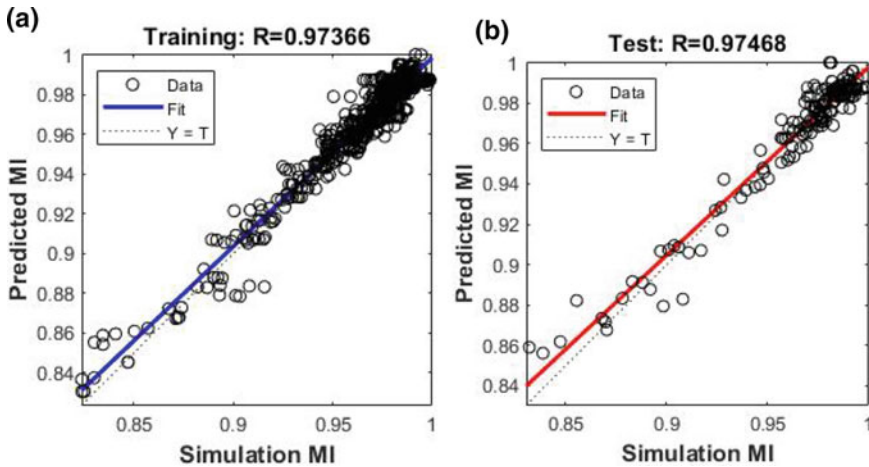 (a)
Training: R=0.97366
Data
Fit
Y = T
Predicted MI
1
0.98
0.96
0.94
0.92
0.9
0.88
0.86
0.84
0.85
0.9
0.95
1
Simulation MI
(b)
Test: R=0.97468
Data
Fit
Y = T
Predicted MI
1
0.98
0.96
0.94
0.92
0.9
0.88
0.86
0.84
0.85
0.9
0.95
1
Simulation MI